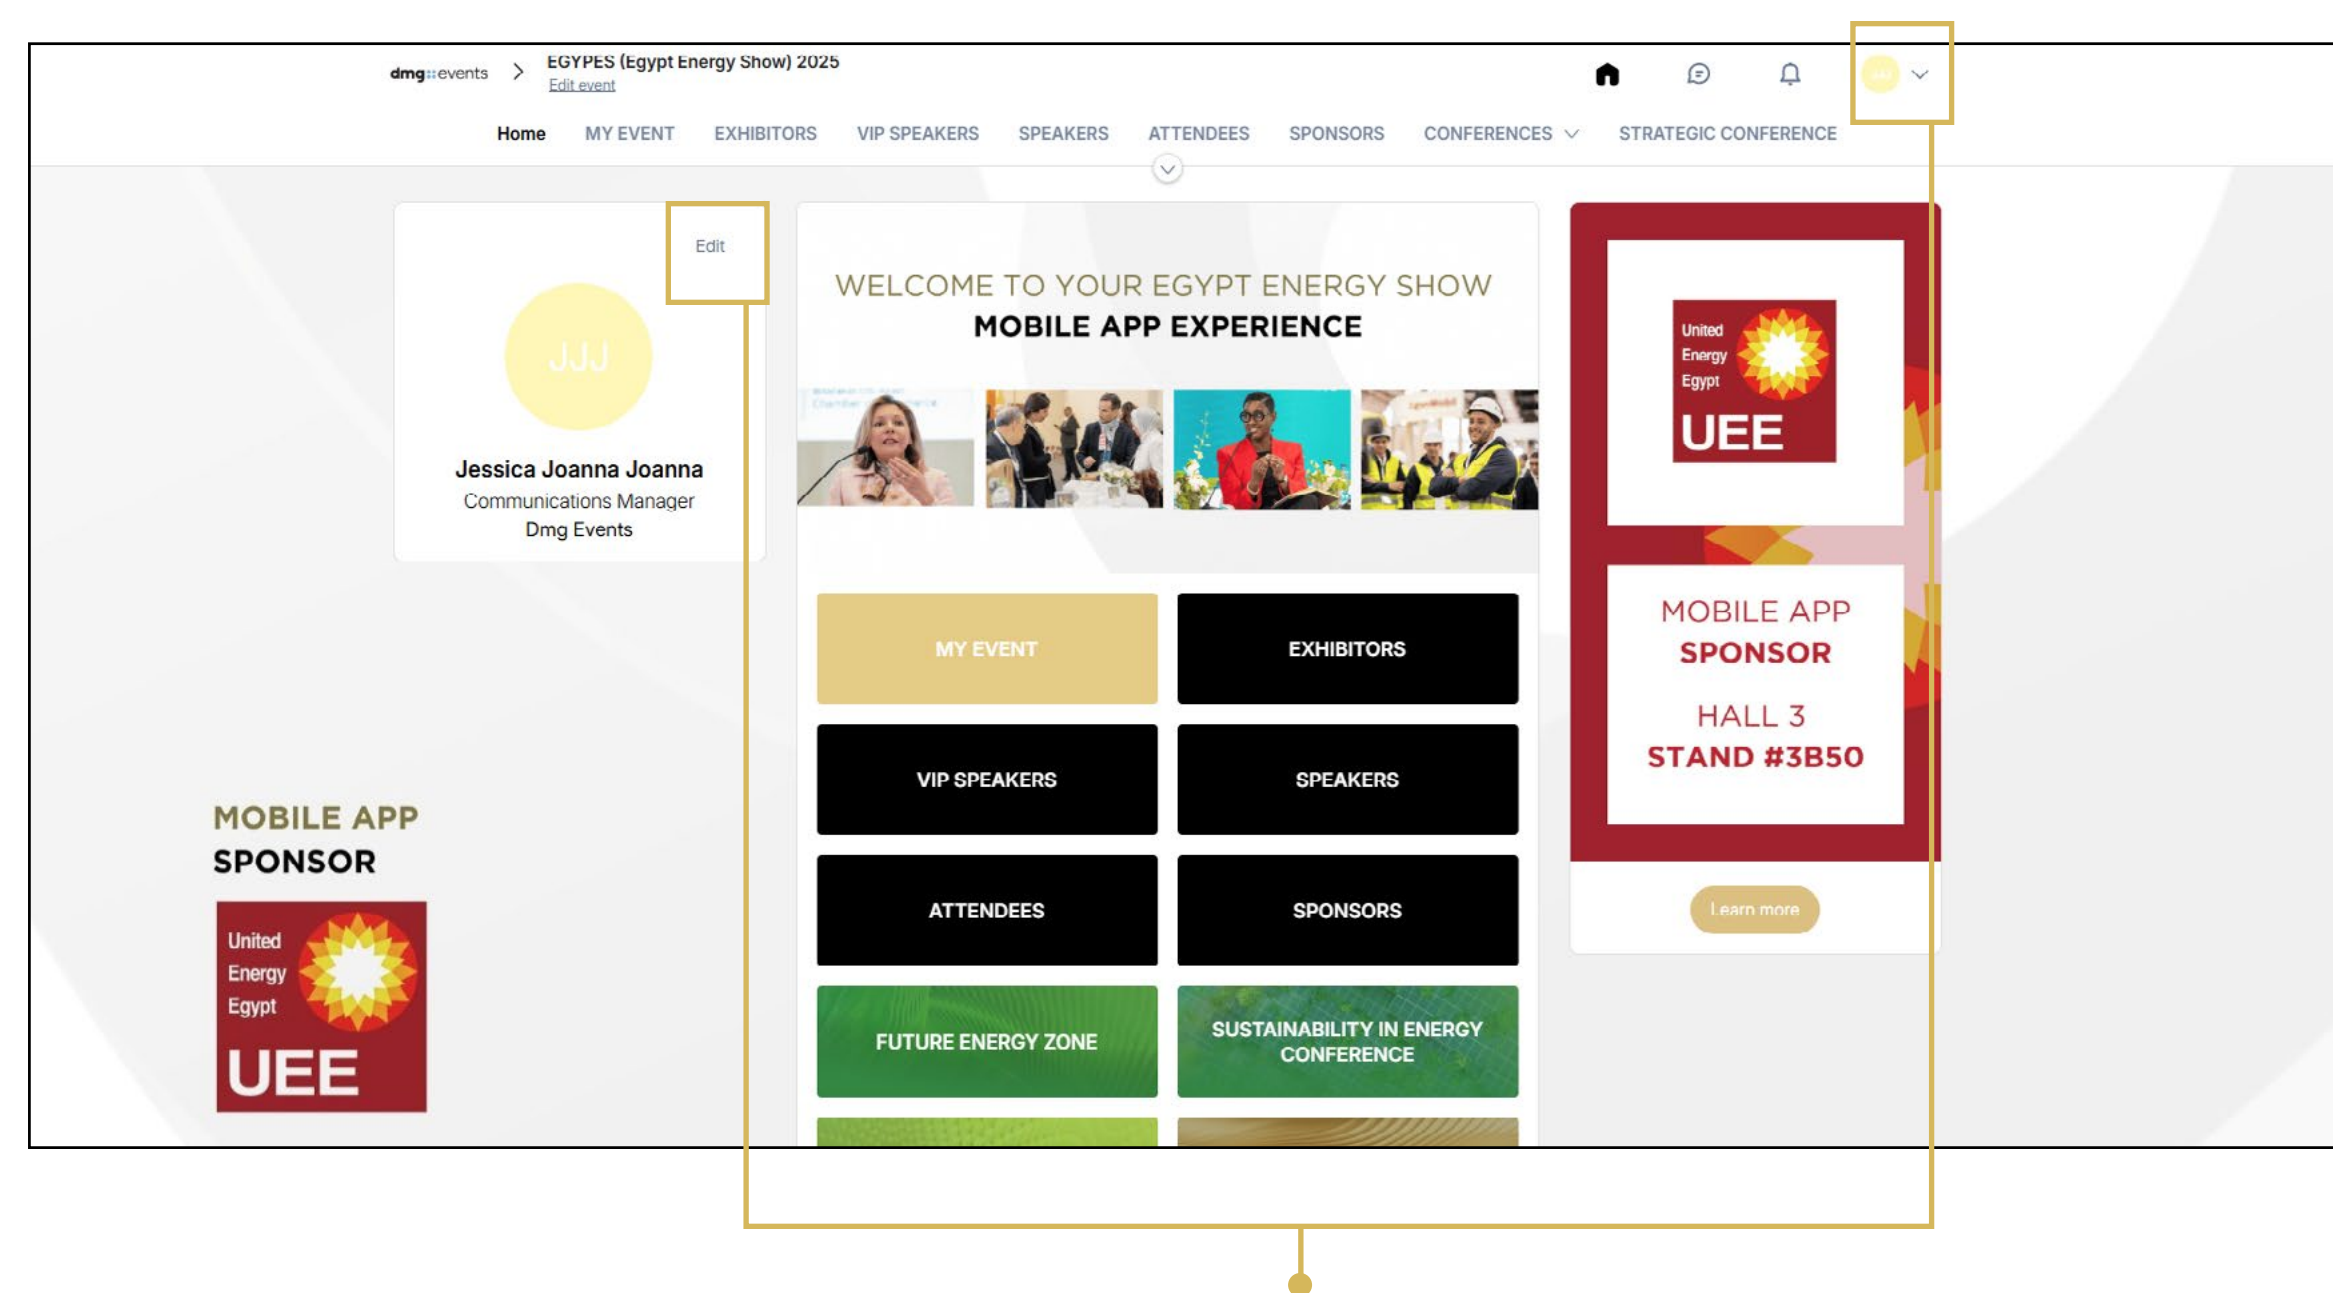 dmg::events
EGYPES (Egypt Energy Show) 2025
Edit event
JJJ
Home MY EVENT EXHIBITORS VIP SPEAKERS SPEAKERS ATTENDEES SPONSORS CONFERENCES STRATEGIC CONFERENCE
Edit
JJJ
Jessica Joanna Joanna
Communications Manager
Dmg Events
MOBILE APP
SPONSOR
United
Energy
Egypt
UEE
WELCOME TO YOUR EGYPT ENERGY SHOW
MOBILE APP EXPERIENCE
MY EVENT
EXHIBITORS
VIP SPEAKERS
SPEAKERS
ATTENDEES
SPONSORS
FUTURE ENERGY ZONE
SUSTAINABILITY IN ENERGY
CONFERENCE
United
Energy
Egypt
UEE
MOBILE APP
SPONSOR
HALL 3
STAND #3B50
Learn more